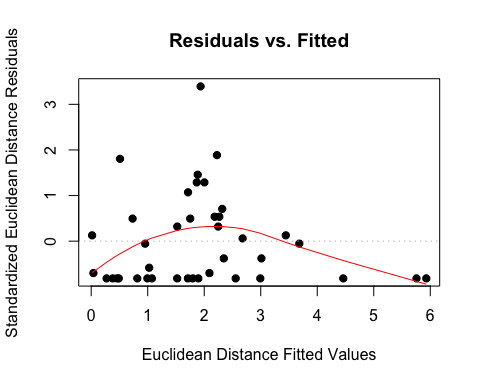 Residuals vs. Fitted
Standardized Euclidean Distance Residuals
3
2
1
0
0 1 2 3 4 5 6
Euclidean Distance Fitted Values